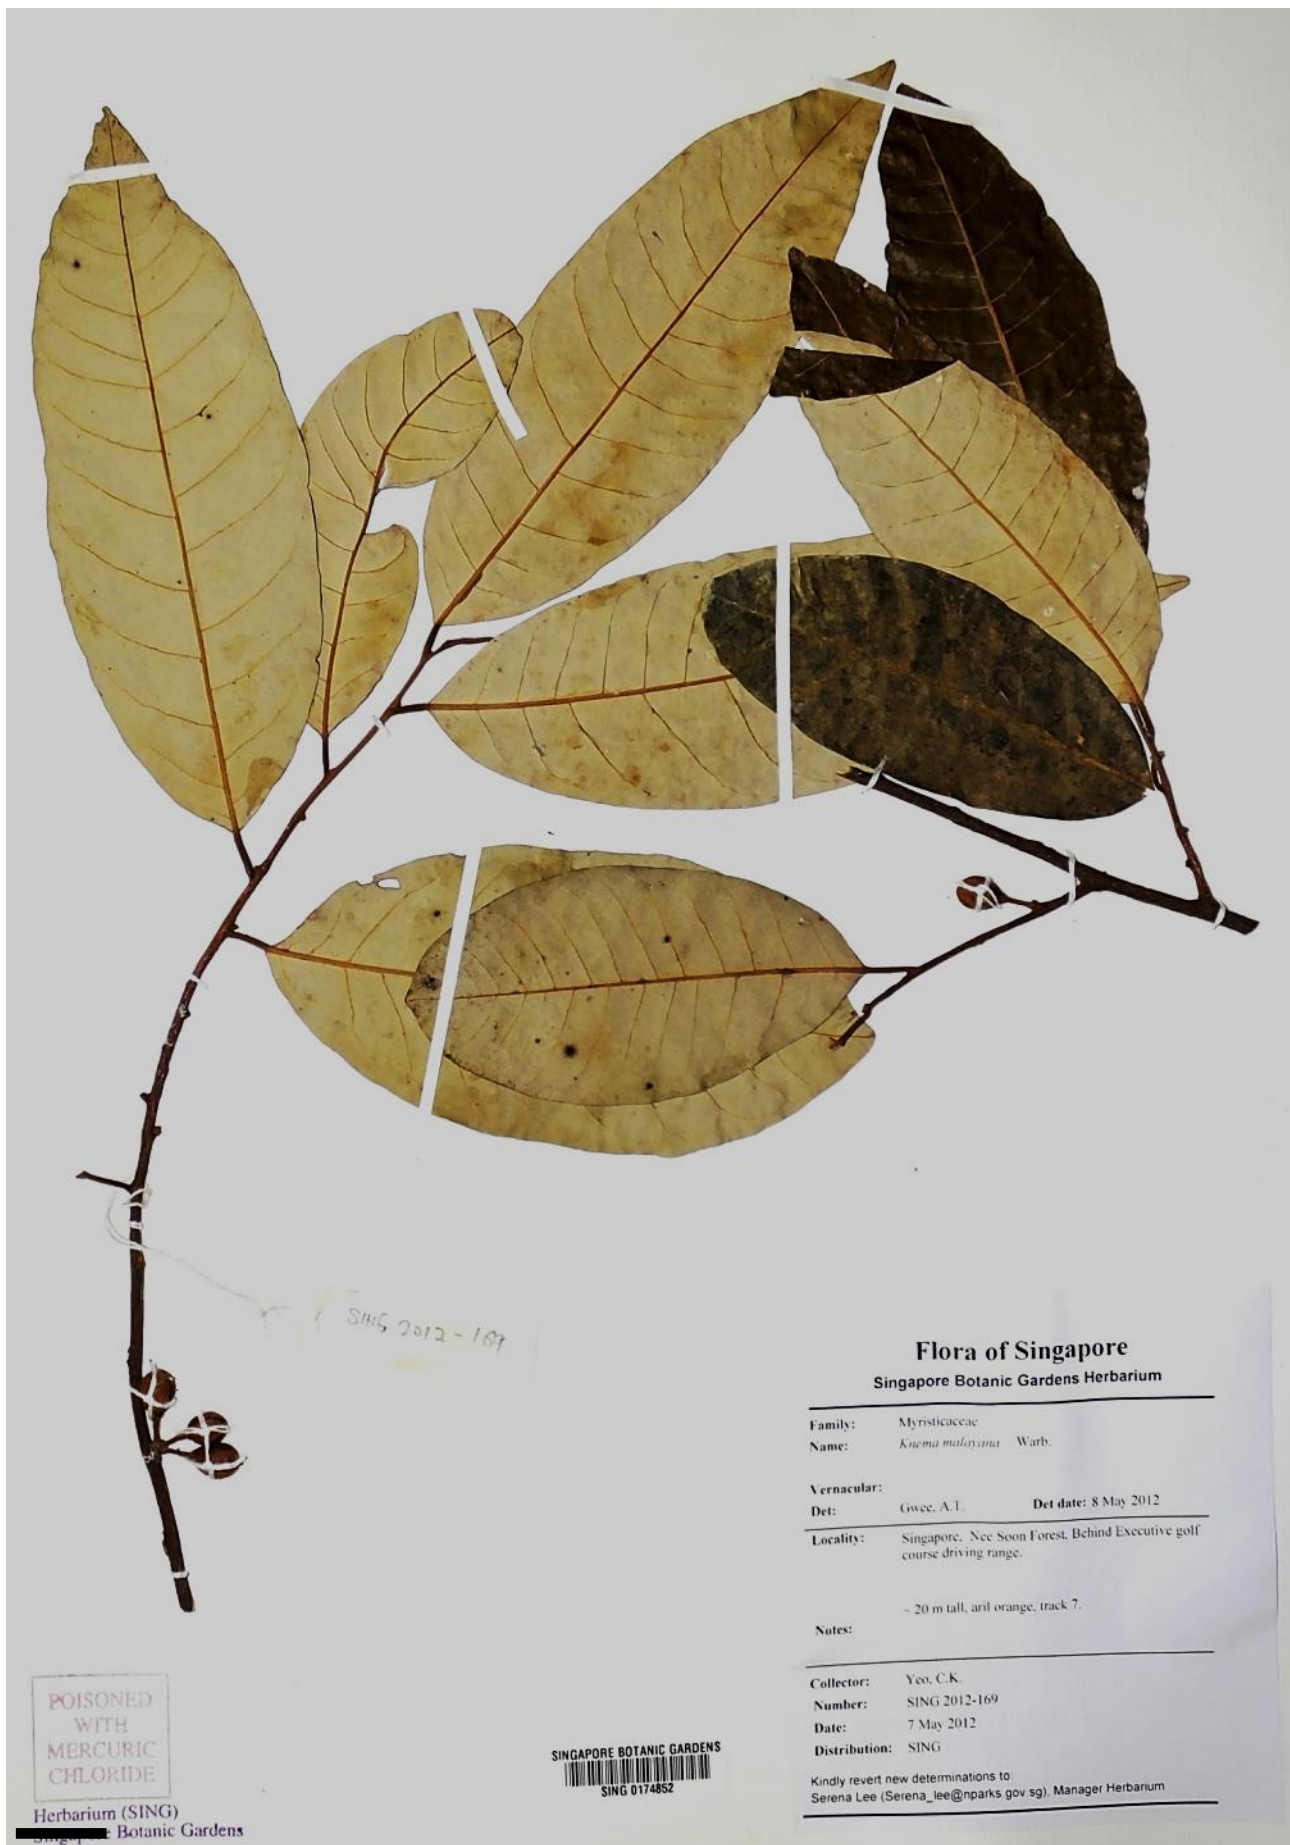 SING 2012-169
Flora of Singapore
Singapore Botanic Gardens Herbarium
Family: Myristicaceae
Name: Knema malayana Warb.
Vernacular:
Det: Gwee, A.T. Det date: 8 May 2012
Locality: Singapore, Nee Soon Forest, Behind Executive golf
course driving range.
~ 20 m tall, aril orange, track 7.
Notes:
Collector: Yeo, C.K.
Number: SING 2012-169
Date: 7 May 2012
Distribution: SING
Kindly revert new determinations to:
Serena Lee (Serena_lee@nparks.gov.sg), Manager Herbarium
POISONED
WITH
MERCURIC
CHLORIDE
Herbarium (SING)
Botanic Gardens
SINGAPORE BOTANIC GARDENS
SING 0174852